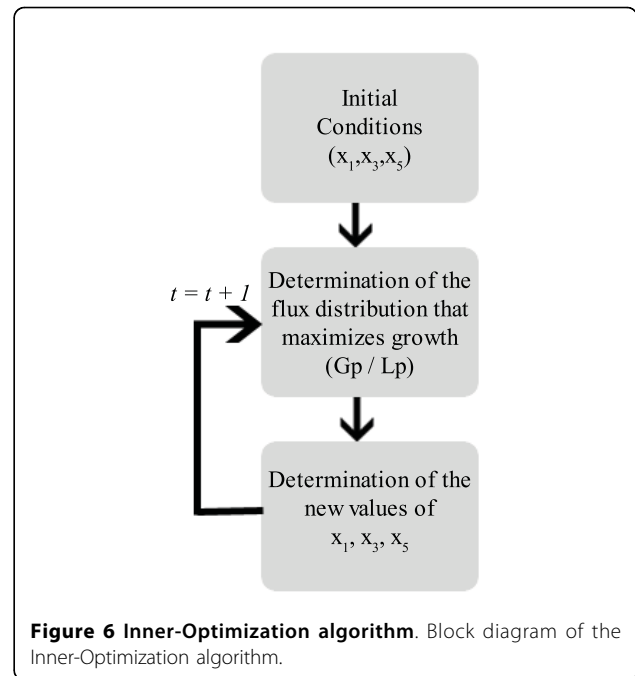 Initial
Conditions
(x₁,x₃,x₅)
t = t + 1
Determination of the
flux distribution that
maximizes growth
(Gp / Lp)
Determination of the
new values of
x₁, x₃, x₅
Figure 6 Inner-Optimization algorithm. Block diagram of the
Inner-Optimization algorithm.